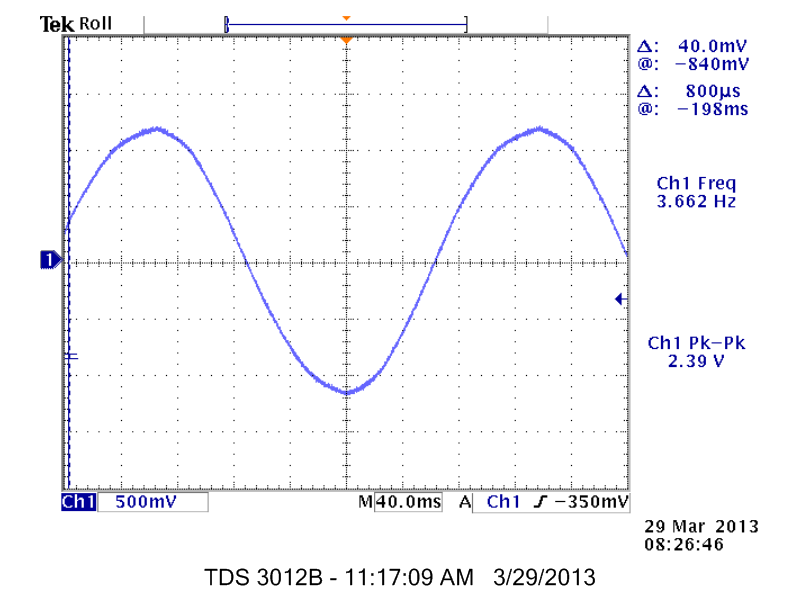 Tek Roll
Δ: 40.0mV
@: −840mV
Δ: 800µs
@: −198ms
Ch1 Freq
3.662 Hz
1
Ch1 Pk−Pk
2.39 V
Ch1 500mV M 40.0ms A Ch1 ʃ −350mV
29 Mar 2013
08:26:46
TDS 3012B - 11:17:09 AM 3/29/2013